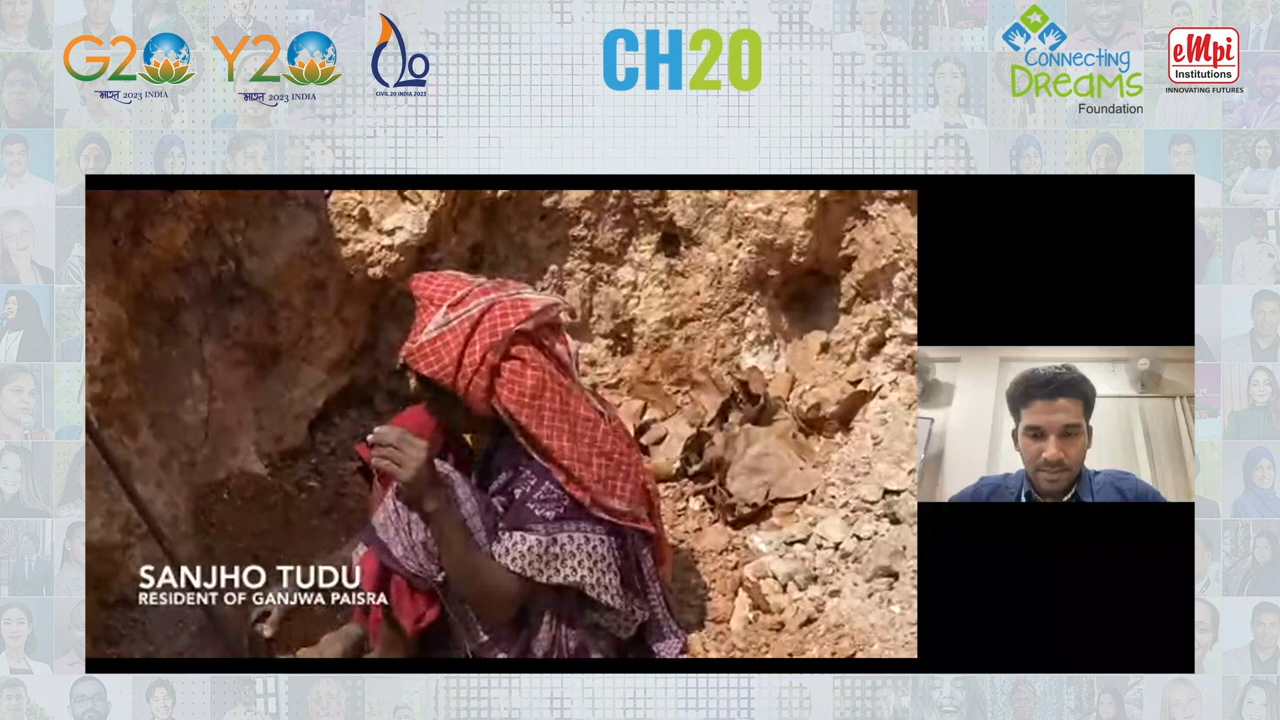 G20
भारत 2023 INDIA
Y20
भारत 2023 INDIA
CIVIL 20 INDIA 2023
CH20
CONNECTING
DREAMS
Foundation
eMpi
Institutions
INNOVATING FUTURES
SANJHO TUDU
RESIDENT OF GANJWA PAISRA